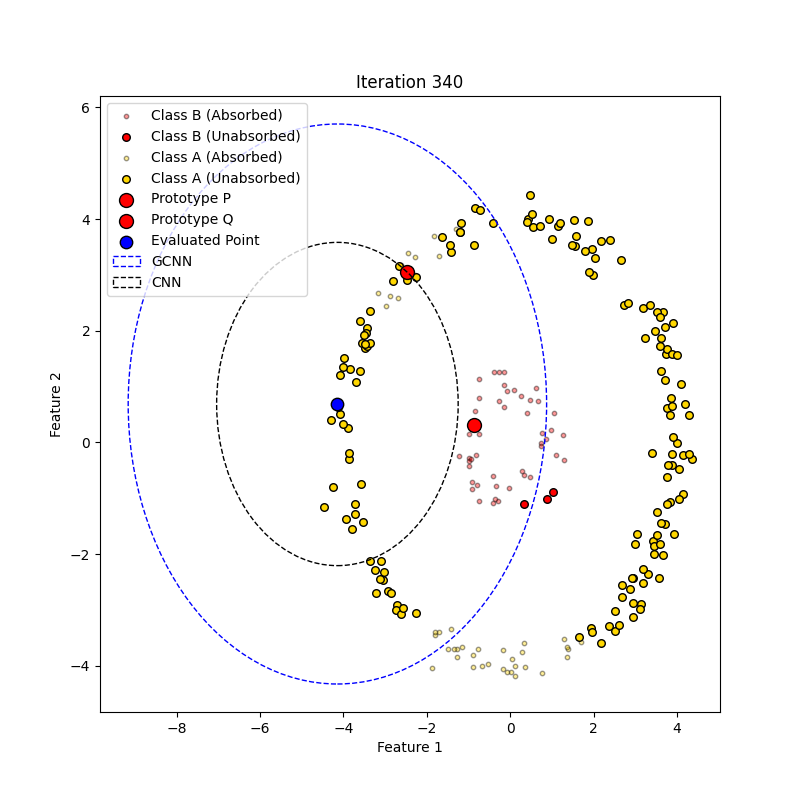 Iteration 340
Class B (Absorbed)
Class B (Unabsorbed)
Class A (Absorbed)
Class A (Unabsorbed)
Prototype P
Prototype Q
Evaluated Point
GCNN
CNN
6
4
2
0
−2
−4
Feature 2
−8 −6 −4 −2 0 2 4
Feature 1